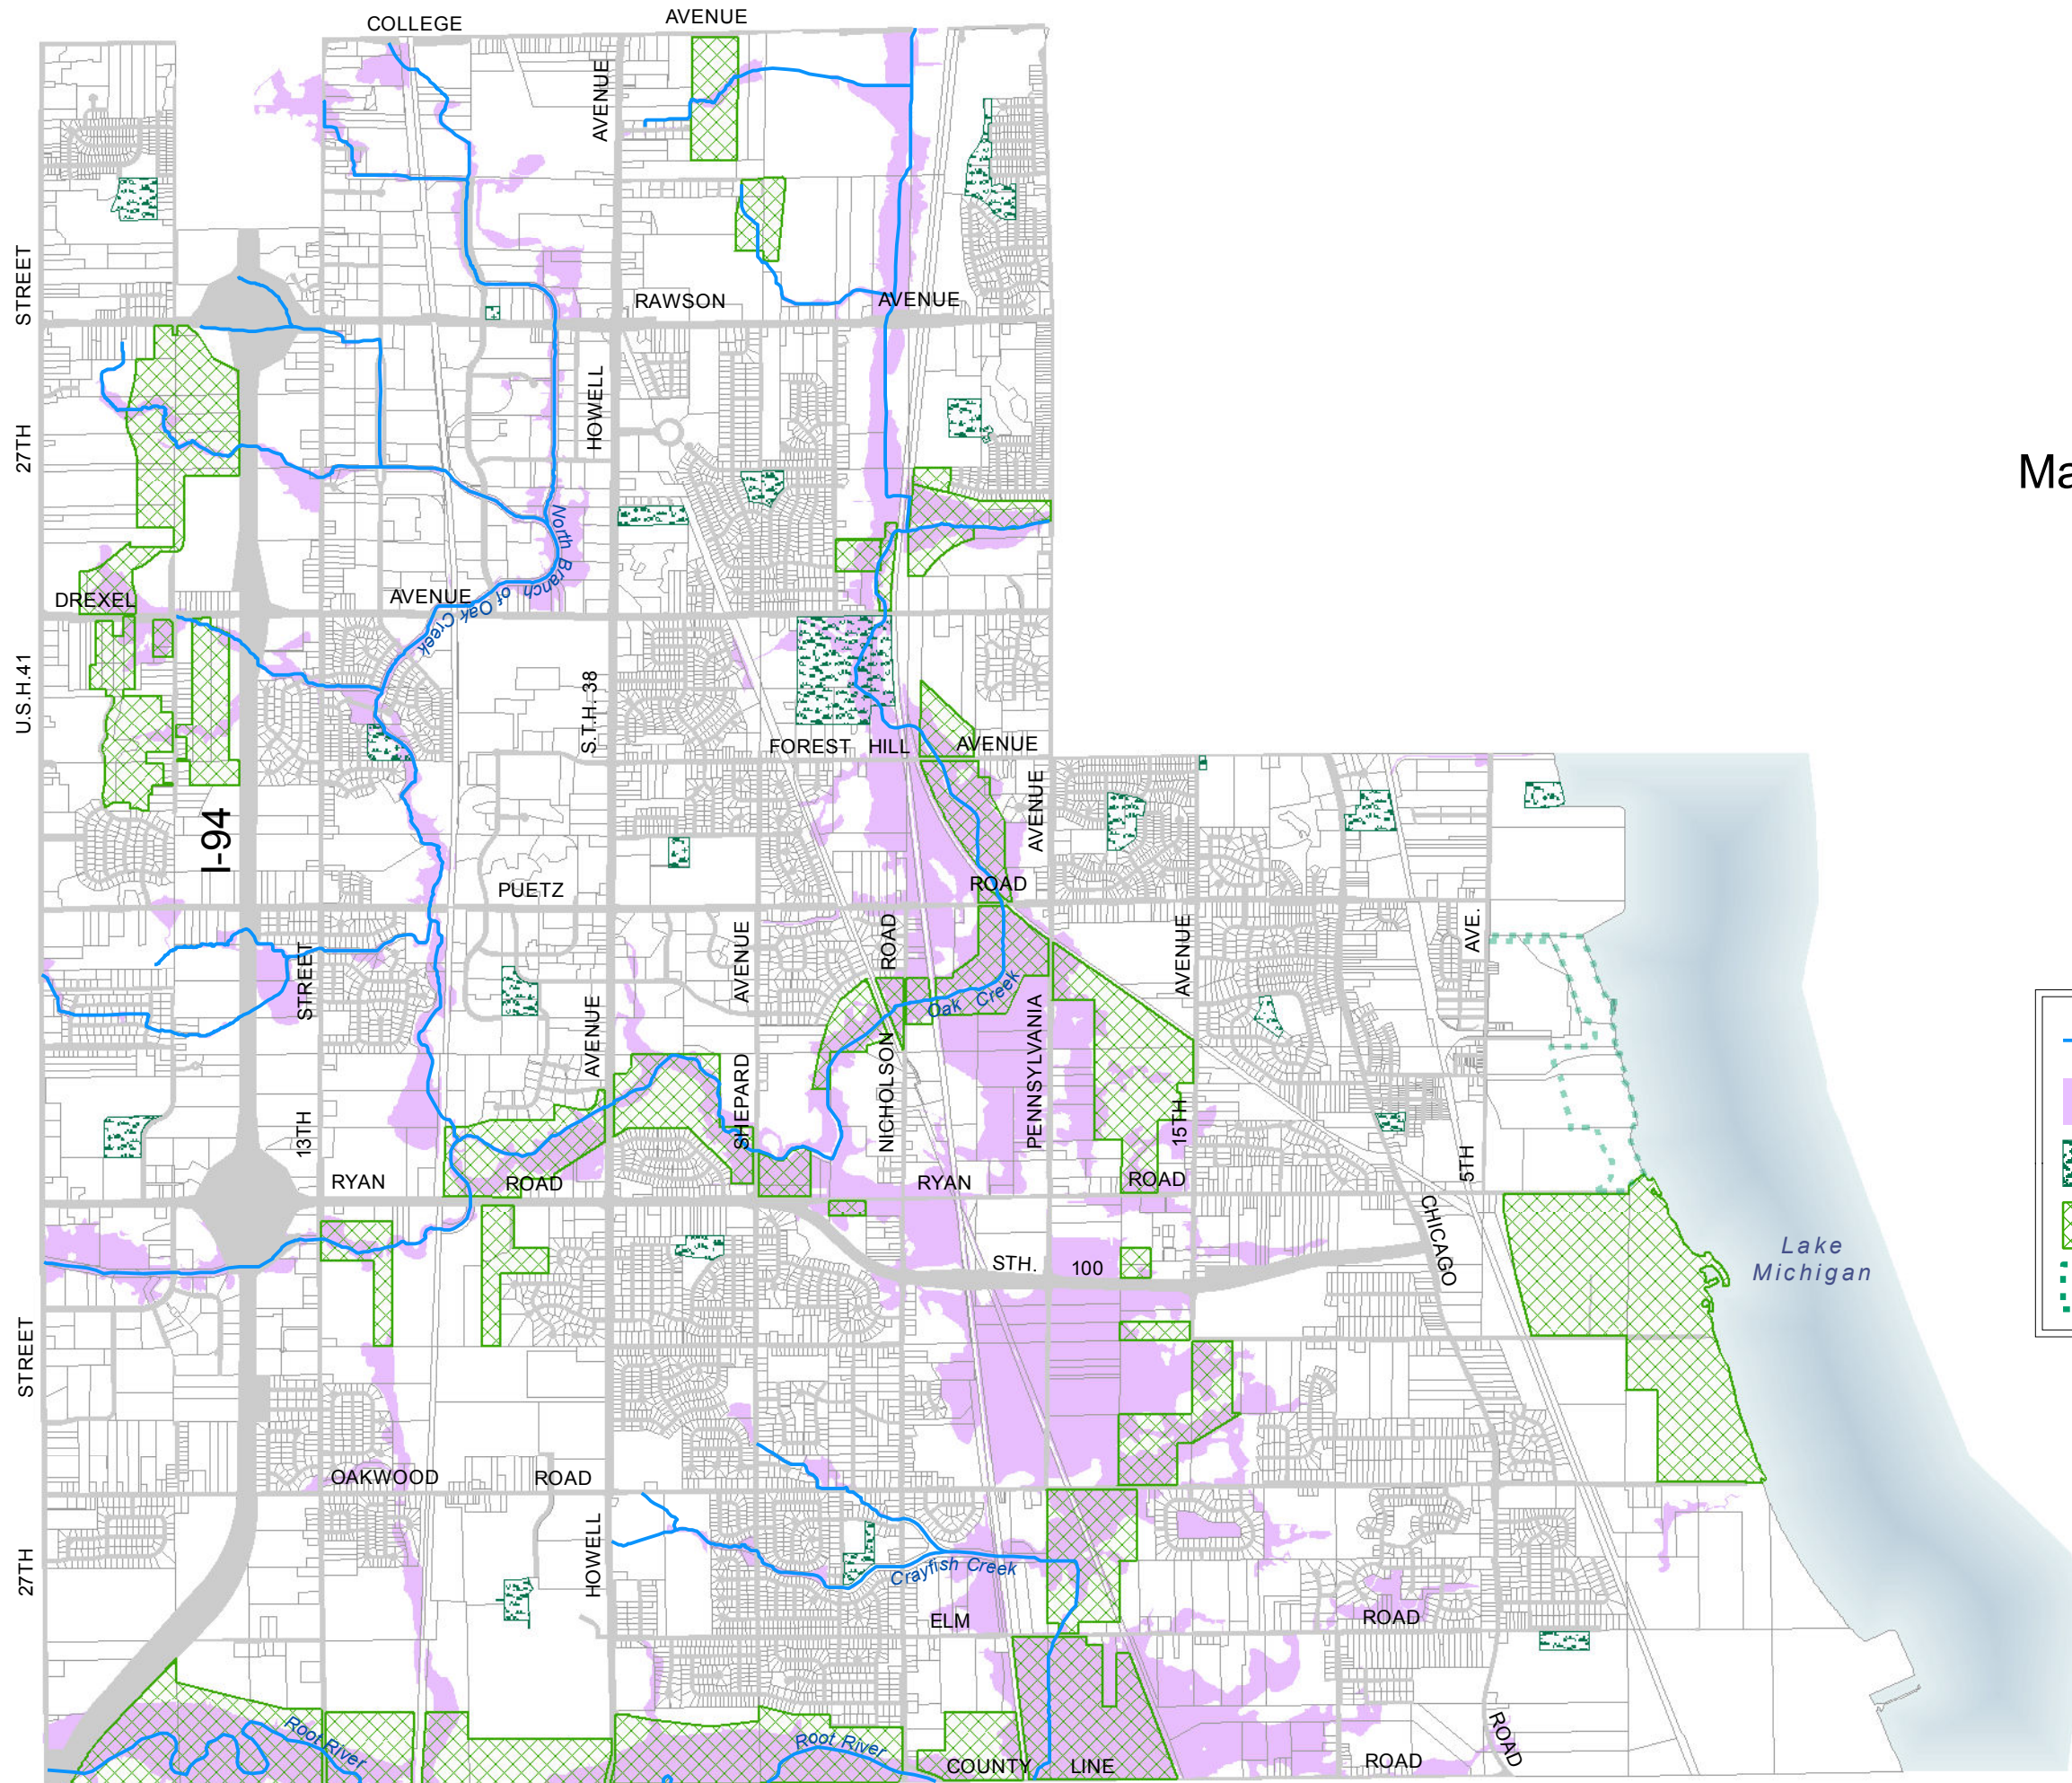 COLLEGE
AVENUE
AVENUE
STREET
RAWSON
AVENUE
27TH
HOWELL
Ma
North Branch of Oak Creek
DREXEL
AVENUE
U.S.H.41
S.T.H. 38
FOREST HILL AVENUE
I-94
AVENUE
PUETZ
ROAD
AVENUE
ROAD
AVENUE
AVE.
STREET
AVENUE
Oak Creek
PENNSYLVANIA
13TH
SHEPARD
NICHOLSON
15TH
5TH
RYAN
ROAD
RYAN
ROAD
CHICAGO
STH. 100
Lake
Michigan
STREET
OAKWOOD
ROAD
27TH
HOWELL
Crayfish Creek
ELM
ROAD
Root River
Root River
COUNTY LINE
ROAD
ROAD